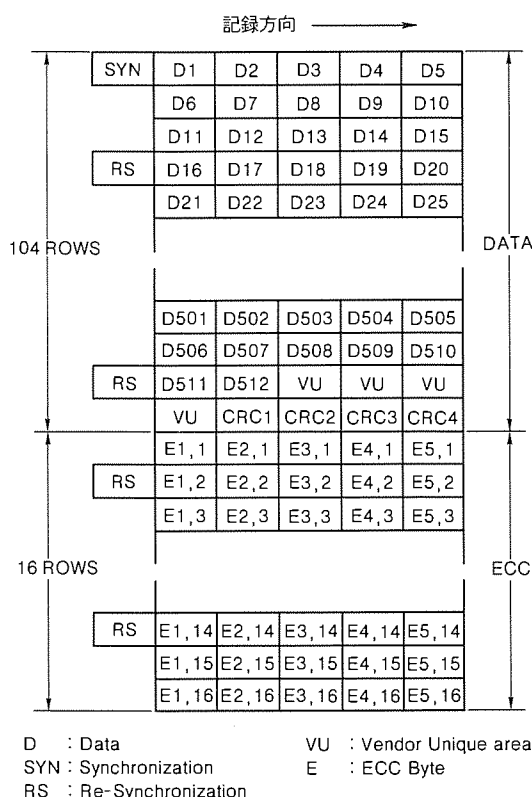 記録方向
SYN D1 D2 D3 D4 D5
D6 D7 D8 D9 D10
D11 D12 D13 D14 D15
RS D16 D17 D18 D19 D20
D21 D22 D23 D24 D25
104 ROWS DATA
D501 D502 D503 D504 D505
D506 D507 D508 D509 D510
RS D511 D512 VU VU VU
VU CRC1 CRC2 CRC3 CRC4
E1,1 E2,1 E3,1 E4,1 E5,1
RS E1,2 E2,2 E3,2 E4,2 E5,2
E1,3 E2,3 E3,3 E4,3 E5,3
16 ROWS ECC
RS E1,14 E2,14 E3,14 E4,14 E5,14
E1,15 E2,15 E3,15 E4,15 E5,15
E1,16 E2,16 E3,16 E4,16 E5,16
D : Data VU : Vendor Unique area
SYN : Synchronization E : ECC Byte
RS : Re-Synchronization